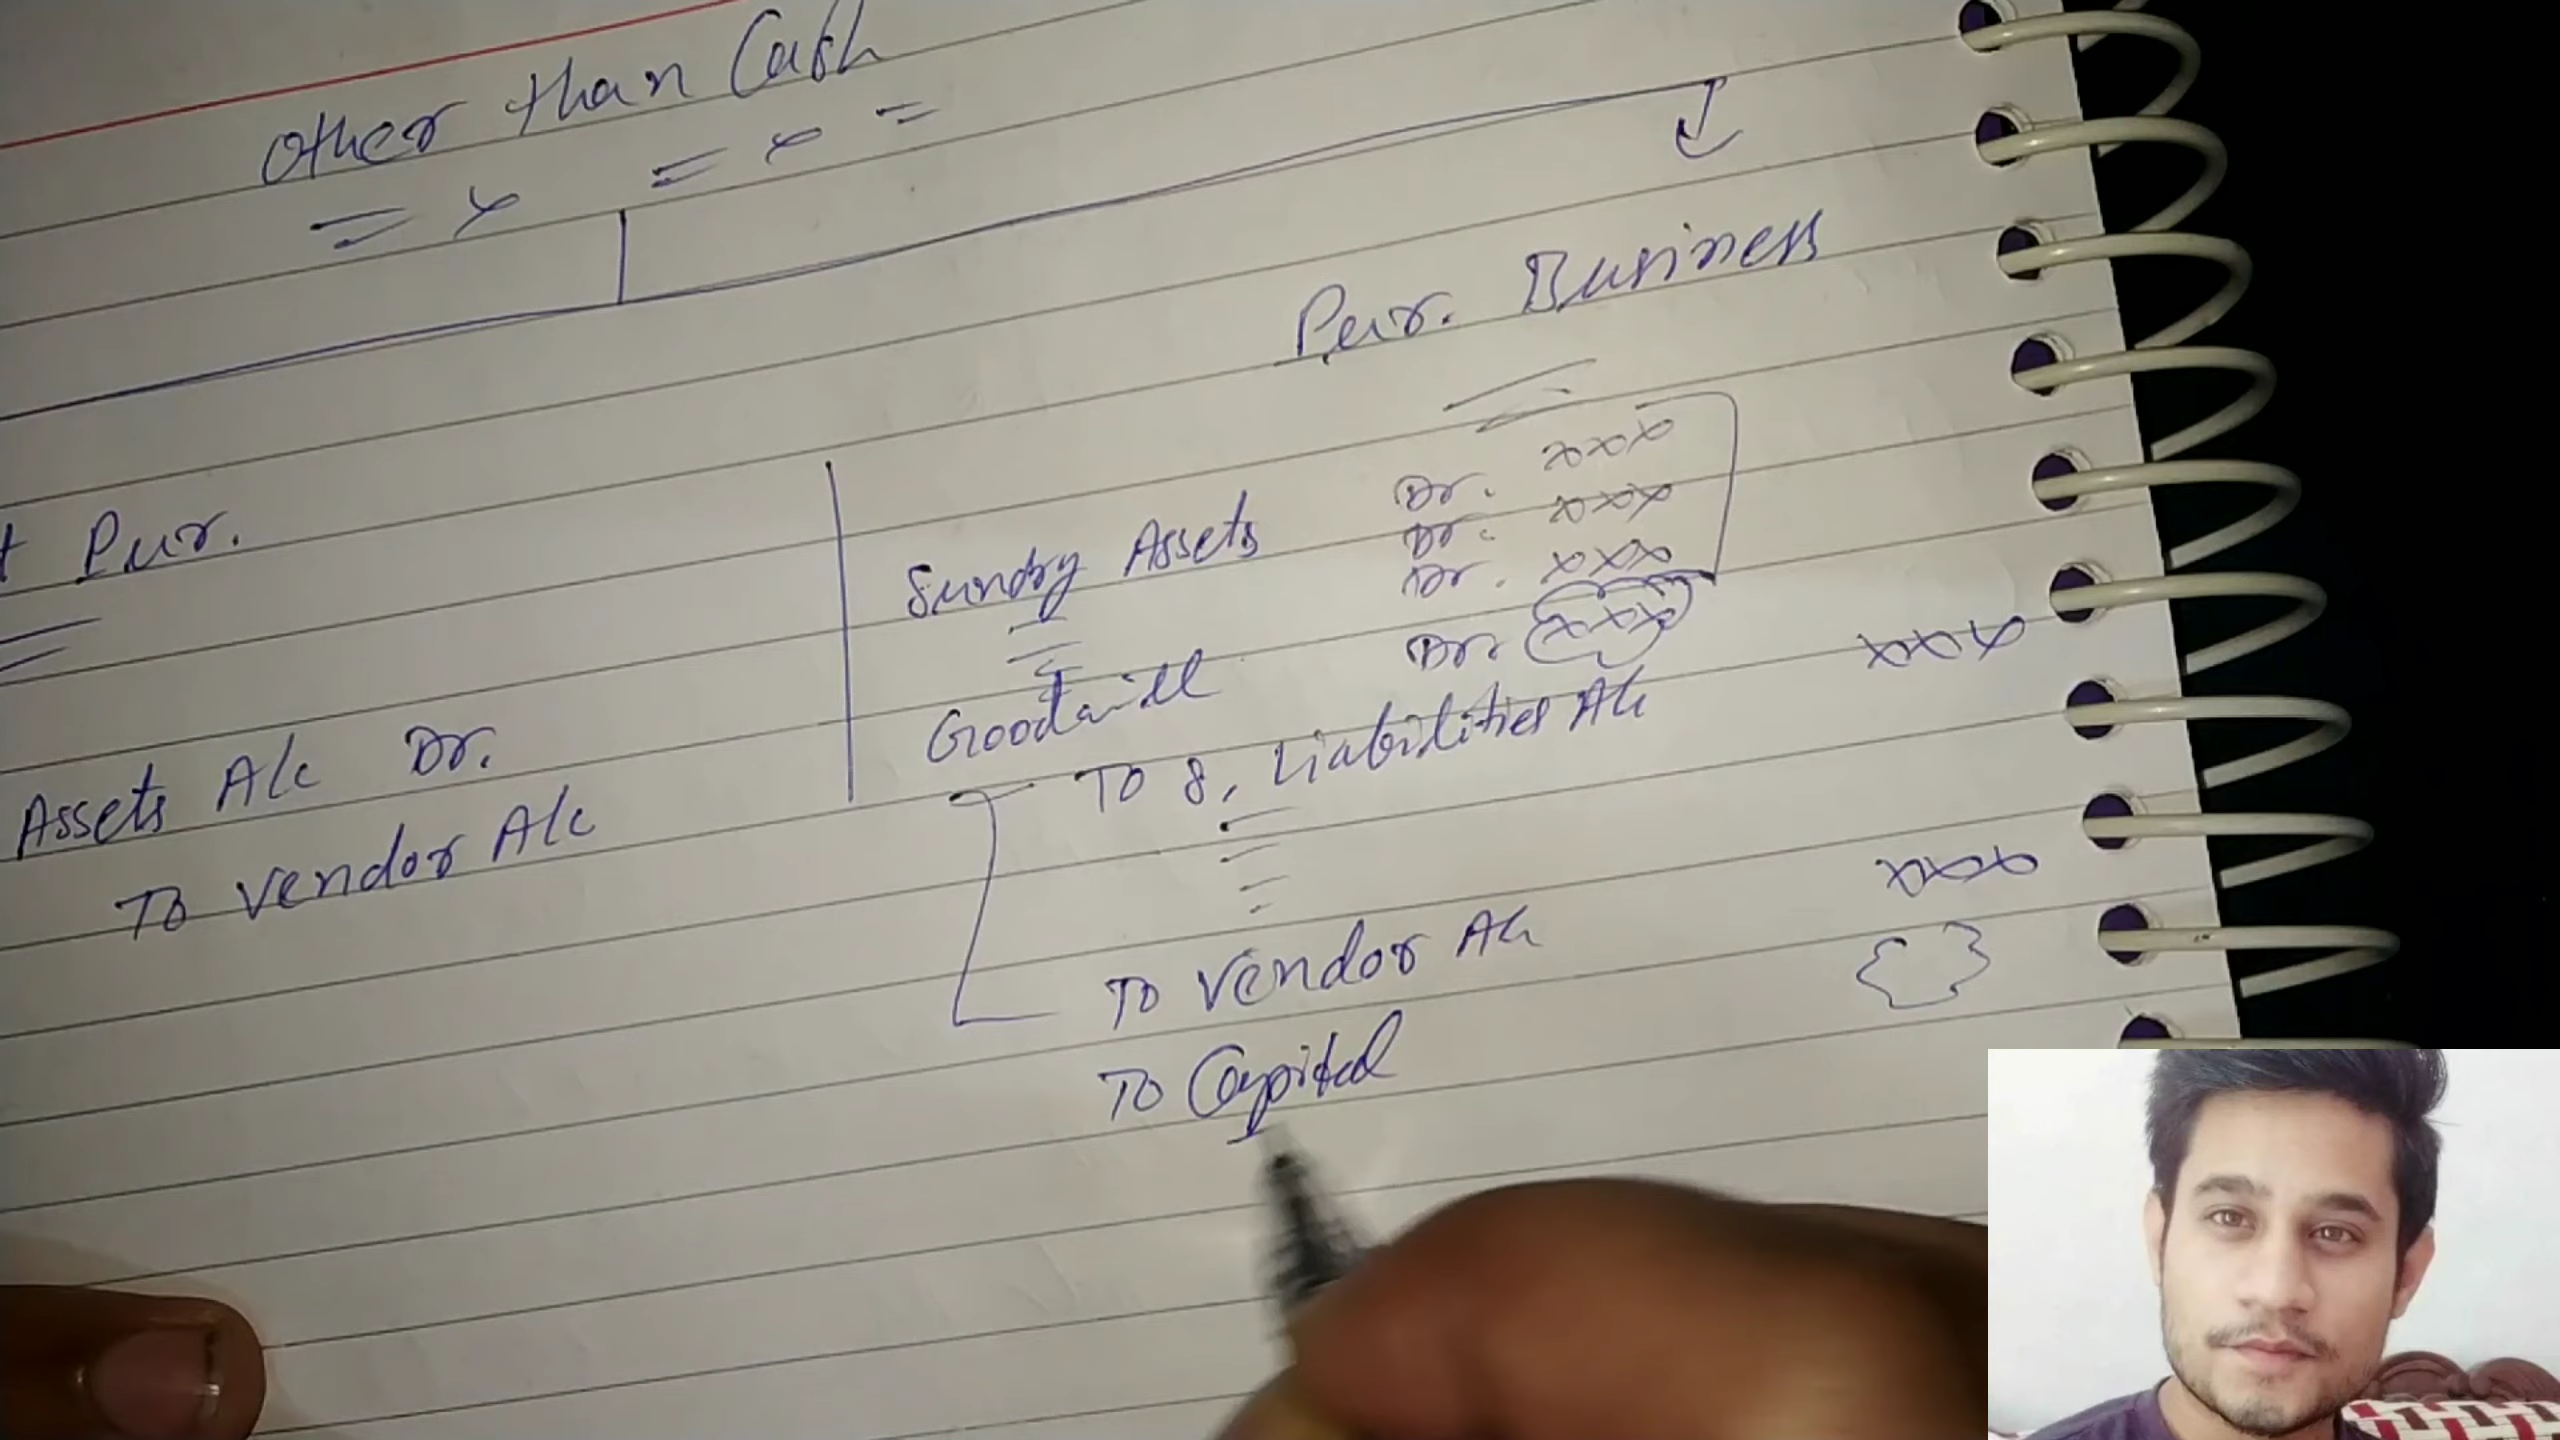 Other than Cash
Pur. Business
t Pur.
Assets A/c Dr.
To Vendor A/c
Dr. xxx
Sundry Assets Dr. xxx
Dr. xxx
Goodwill Dr. xxx
To S. Liabilities A/c xxx
To Vendor A/c xxx
To Capital